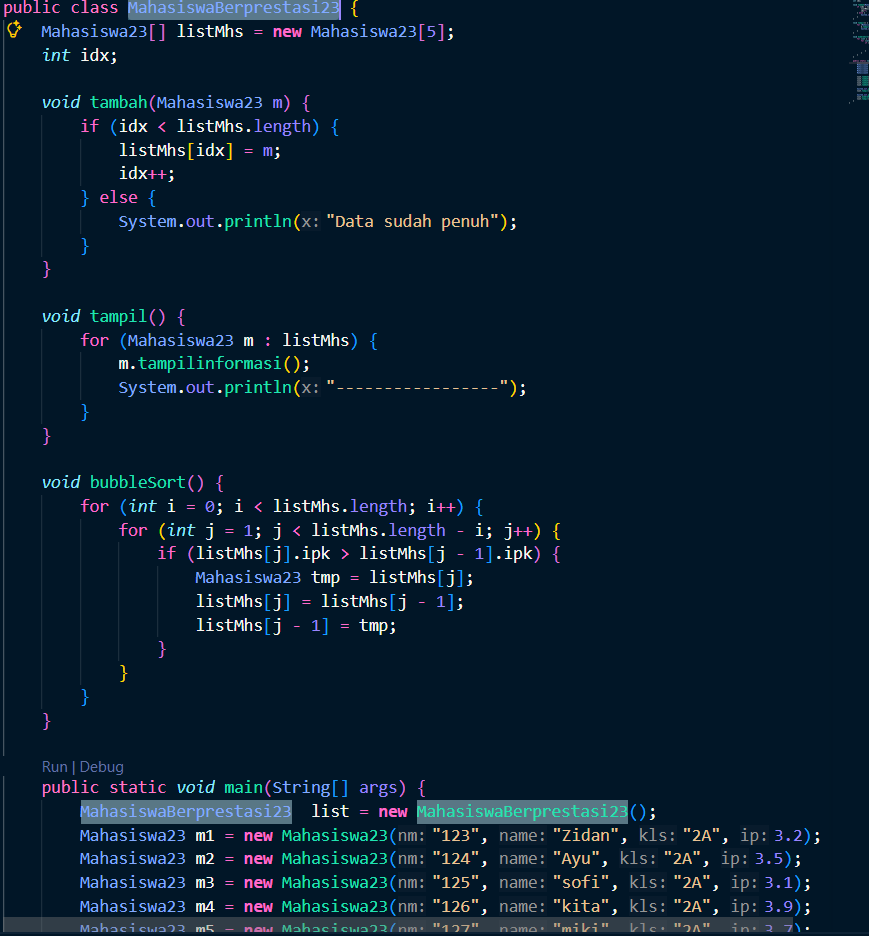 public class MahasiswaBerprestasi23 {
Mahasiswa23[] listMhs = new Mahasiswa23[5];
int idx;
void tambah(Mahasiswa23 m) {
if (idx < listMhs.length) {
listMhs[idx] = m;
idx++;
} else {
System.out.println(x: "Data sudah penuh");
}
}
void tampil() {
for (Mahasiswa23 m : listMhs) {
m.tampilinformasi();
System.out.println(x: "-----------------");
}
}
void bubbleSort() {
for (int i = 0; i < listMhs.length; i++) {
for (int j = 1; j < listMhs.length - i; j++) {
if (listMhs[j].ipk > listMhs[j - 1].ipk) {
Mahasiswa23 tmp = listMhs[j];
listMhs[j] = listMhs[j - 1];
listMhs[j - 1] = tmp;
}
}
}
}
Run | Debug
public static void main(String[] args) {
MahasiswaBerprestasi23  list = new MahasiswaBerprestasi23();
Mahasiswa23 m1 = new Mahasiswa23(nm: "123", name: "Zidan", kls: "2A", ip: 3.2);
Mahasiswa23 m2 = new Mahasiswa23(nm: "124", name: "Ayu", kls: "2A", ip: 3.5);
Mahasiswa23 m3 = new Mahasiswa23(nm: "125", name: "sofi", kls: "2A", ip: 3.1);
Mahasiswa23 m4 = new Mahasiswa23(nm: "126", name: "kita", kls: "2A", ip: 3.9);
Mahasiswa23 m5 = new Mahasiswa23(nm: "127", name: "miki", kls: "2A", ip: 3.7);